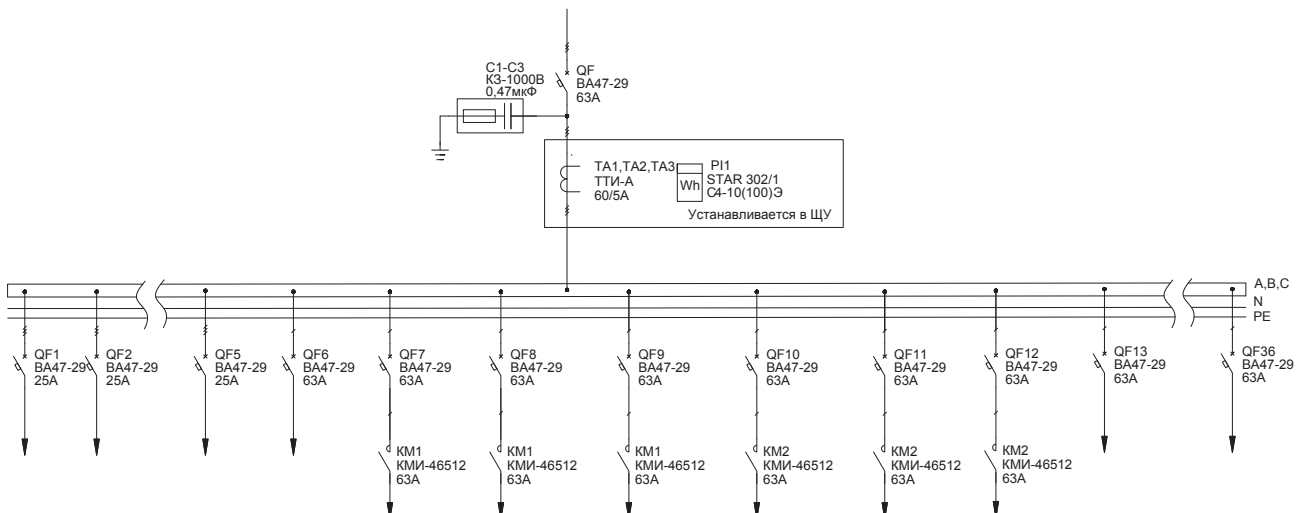 C1-C3
КЗ-1000В
0,47мкФ
QF
ВА47-29
63А
ТА1,ТА2,ТА3
ТТИ-А
60/5А
Wh
PI1
STAR 302/1
С4-10(100)Э
Устанавливается в ЩУ
A,B,C
N
PE
QF1
ВА47-29
25А
QF2
ВА47-29
25А
QF5
ВА47-29
25А
QF6
ВА47-29
63А
QF7
ВА47-29
63А
QF8
ВА47-29
63А
QF9
ВА47-29
63А
QF10
ВА47-29
63А
QF11
ВА47-29
63А
QF12
ВА47-29
63А
QF13
ВА47-29
63А
QF36
ВА47-29
63А
КМ1
КМИ-46512
63А
КМ1
КМИ-46512
63А
КМ1
КМИ-46512
63А
КМ2
КМИ-46512
63А
КМ2
КМИ-46512
63А
КМ2
КМИ-46512
63А